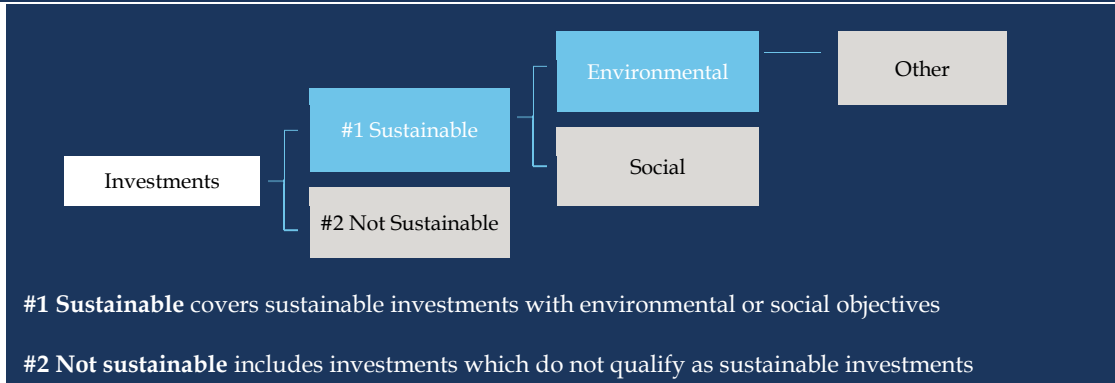 Environmental
Other
#1 Sustainable
Social
Investments
#2 Not Sustainable
#1 Sustainable covers sustainable investments with environmental or social objectives
#2 Not sustainable includes investments which do not qualify as sustainable investments